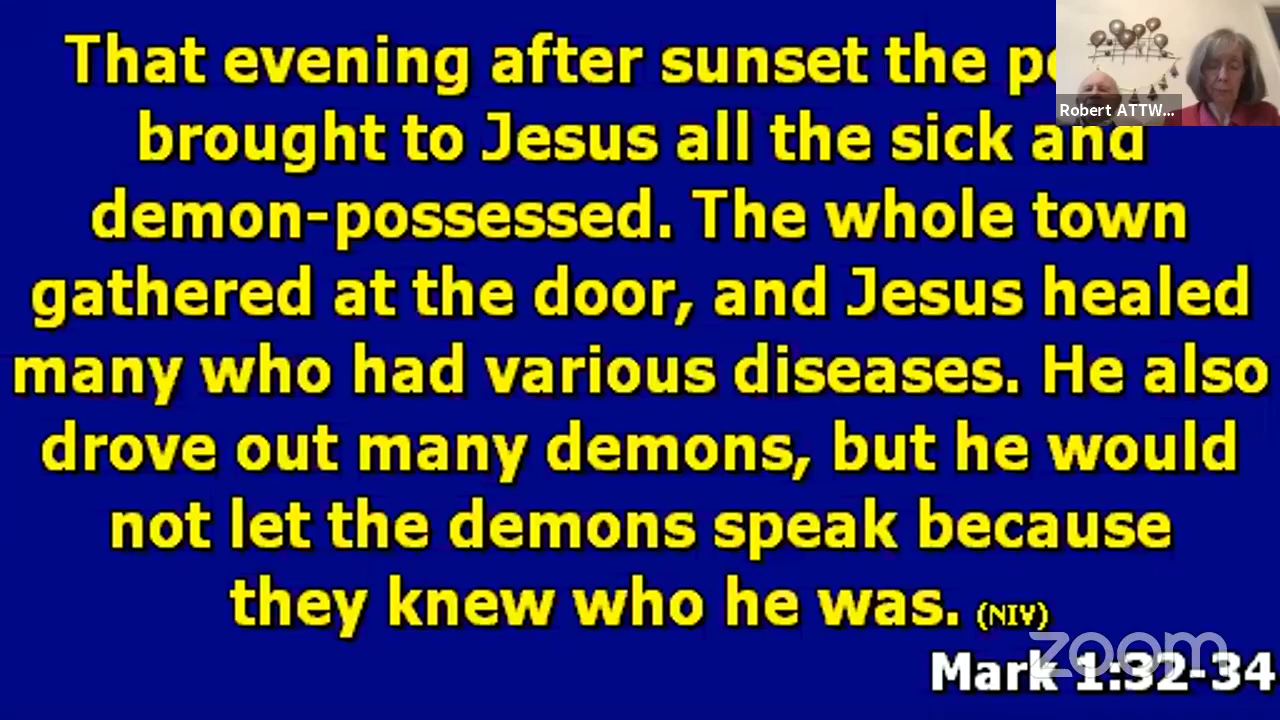 That evening after sunset the
brought to Jesus all the sick and
demon-possessed. The whole town
gathered at the door, and Jesus healed
many who had various diseases. He also
drove out many demons, but he would
not let the demons speak because
they knew who he was. (NIV)
Mark 1:32-34
Robert ATTW...
zoom